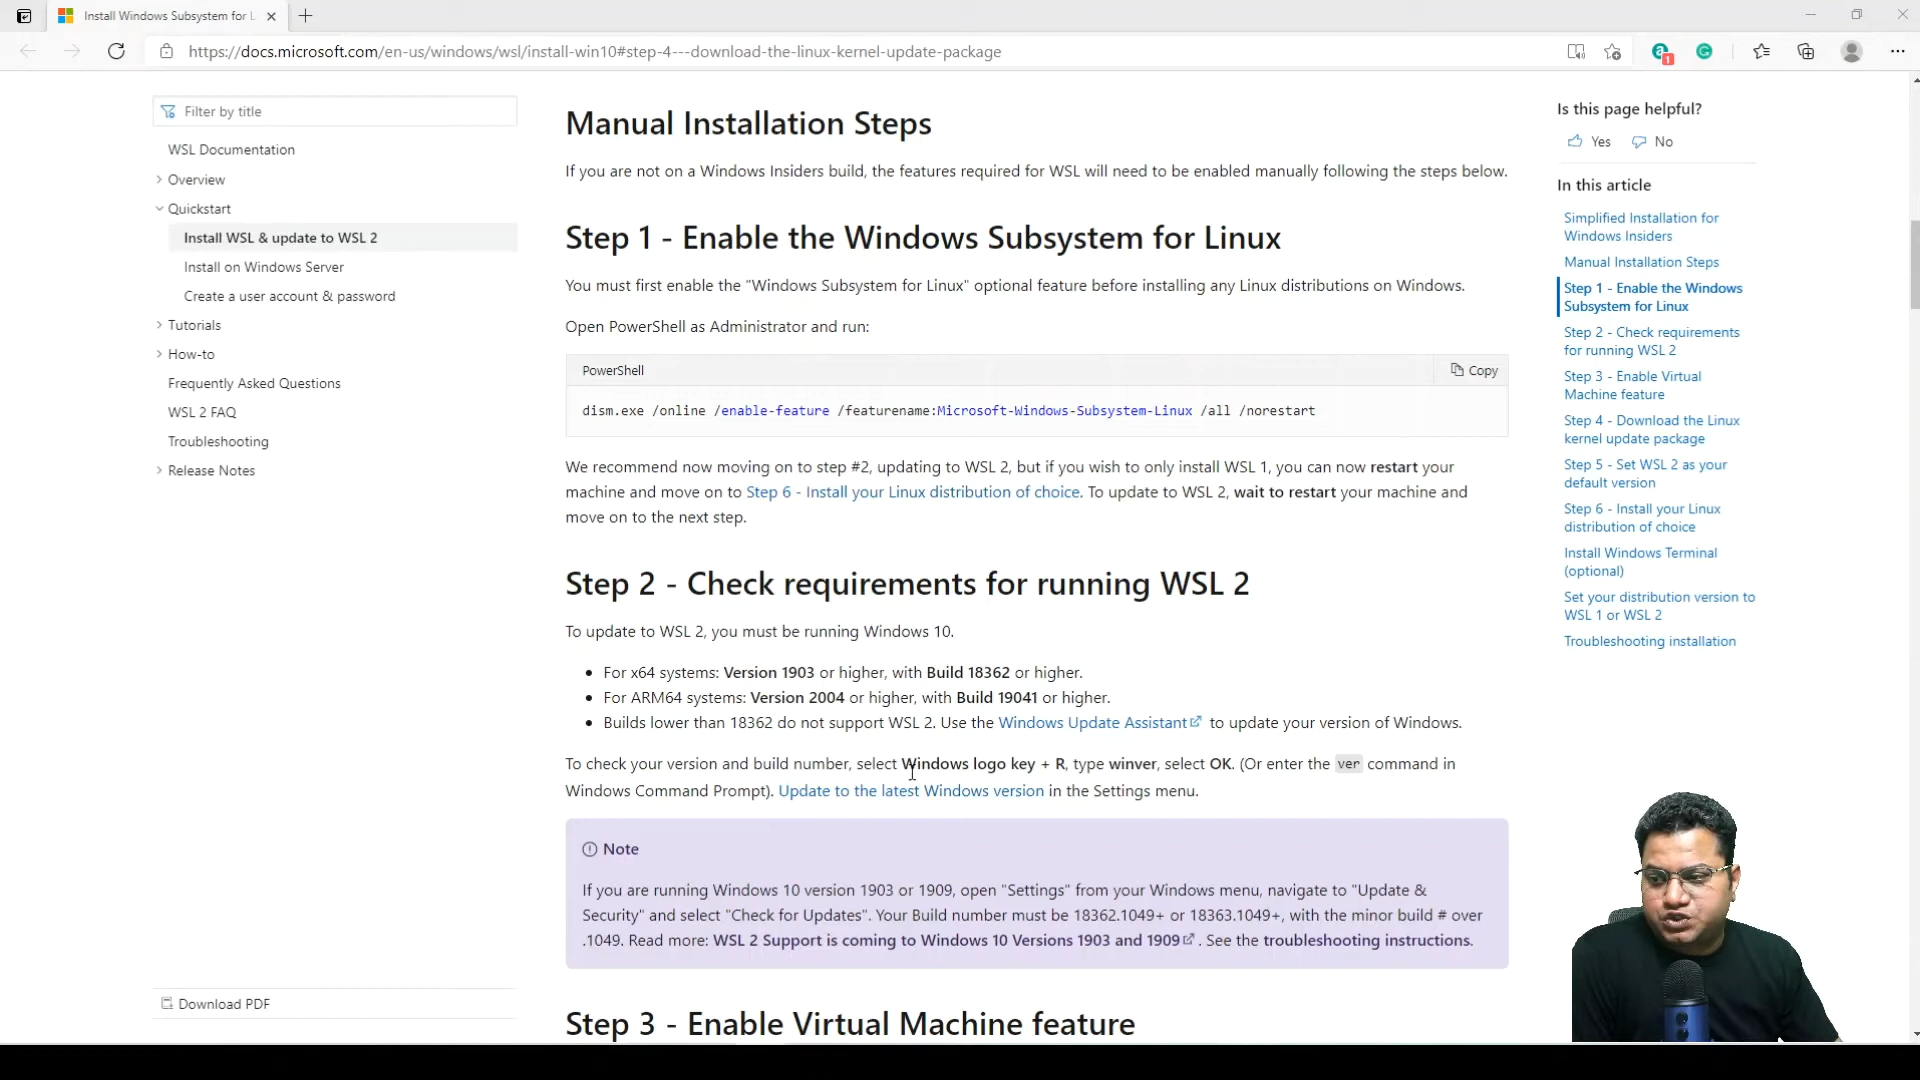 Install Windows Subsystem for L
https://docs.microsoft.com/en-us/windows/wsl/install-win10#step-4---download-the-linux-kernel-update-package
a
1
Filter by title
WSL Documentation
Overview
Quickstart
Install WSL & update to WSL 2
Install on Windows Server
Create a user account & password
Tutorials
How-to
Frequently Asked Questions
WSL 2 FAQ
Troubleshooting
Release Notes
Download PDF
Manual Installation Steps
If you are not on a Windows Insiders build, the features required for WSL will need to be enabled manually following the steps below.
Step 1 - Enable the Windows Subsystem for Linux
You must first enable the "Windows Subsystem for Linux" optional feature before installing any Linux distributions on Windows.
Open PowerShell as Administrator and run:
PowerShell
Copy
dism.exe /online /enable-feature /featurename:Microsoft-Windows-Subsystem-Linux /all /norestart
We recommend now moving on to step #2, updating to WSL 2, but if you wish to only install WSL 1, you can now restart your
machine and move on to Step 6 - Install your Linux distribution of choice. To update to WSL 2, wait to restart your machine and
move on to the next step.
Step 2 - Check requirements for running WSL 2
To update to WSL 2, you must be running Windows 10.
• For x64 systems: Version 1903 or higher, with Build 18362 or higher.
• For ARM64 systems: Version 2004 or higher, with Build 19041 or higher.
• Builds lower than 18362 do not support WSL 2. Use the Windows Update Assistant to update your version of Windows.
To check your version and build number, select Windows logo key + R, type winver, select OK. (Or enter the ver command in
Windows Command Prompt). Update to the latest Windows version in the Settings menu.
Note
If you are running Windows 10 version 1903 or 1909, open "Settings" from your Windows menu, navigate to "Update &
Security" and select "Check for Updates". Your Build number must be 18362.1049+ or 18363.1049+, with the minor build # over
.1049. Read more: WSL 2 Support is coming to Windows 10 Versions 1903 and 1909 . See the troubleshooting instructions.
Step 3 - Enable Virtual Machine feature
Is this page helpful?
Yes No
In this article
Simplified Installation for
Windows Insiders
Manual Installation Steps
Step 1 - Enable the Windows
Subsystem for Linux
Step 2 - Check requirements
for running WSL 2
Step 3 - Enable Virtual
Machine feature
Step 4 - Download the Linux
kernel update package
Step 5 - Set WSL 2 as your
default version
Step 6 - Install your Linux
distribution of choice
Install Windows Terminal
(optional)
Set your distribution version to
WSL 1 or WSL 2
Troubleshooting installation